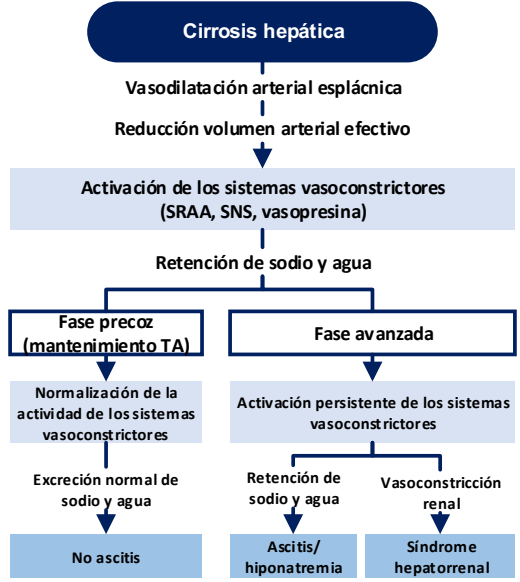 Cirrosis hepática
Vasodilatación arterial esplácnica
Reducción volumen arterial efectivo
Activación de los sistemas vasoconstrictores
(SRAA, SNS, vasopresina)
Retención de sodio y agua
Fase precoz
(mantenimiento TA)
Fase avanzada
Normalización de la
actividad de los sistemas
vasoconstrictores
Activación persistente de los sistemas
vasoconstrictores
Excreción normal de
sodio y agua
Retención de
sodio y agua
Vasoconstricción
renal
No ascitis
Ascitis/
hiponatremia
Síndrome
hepatorrenal